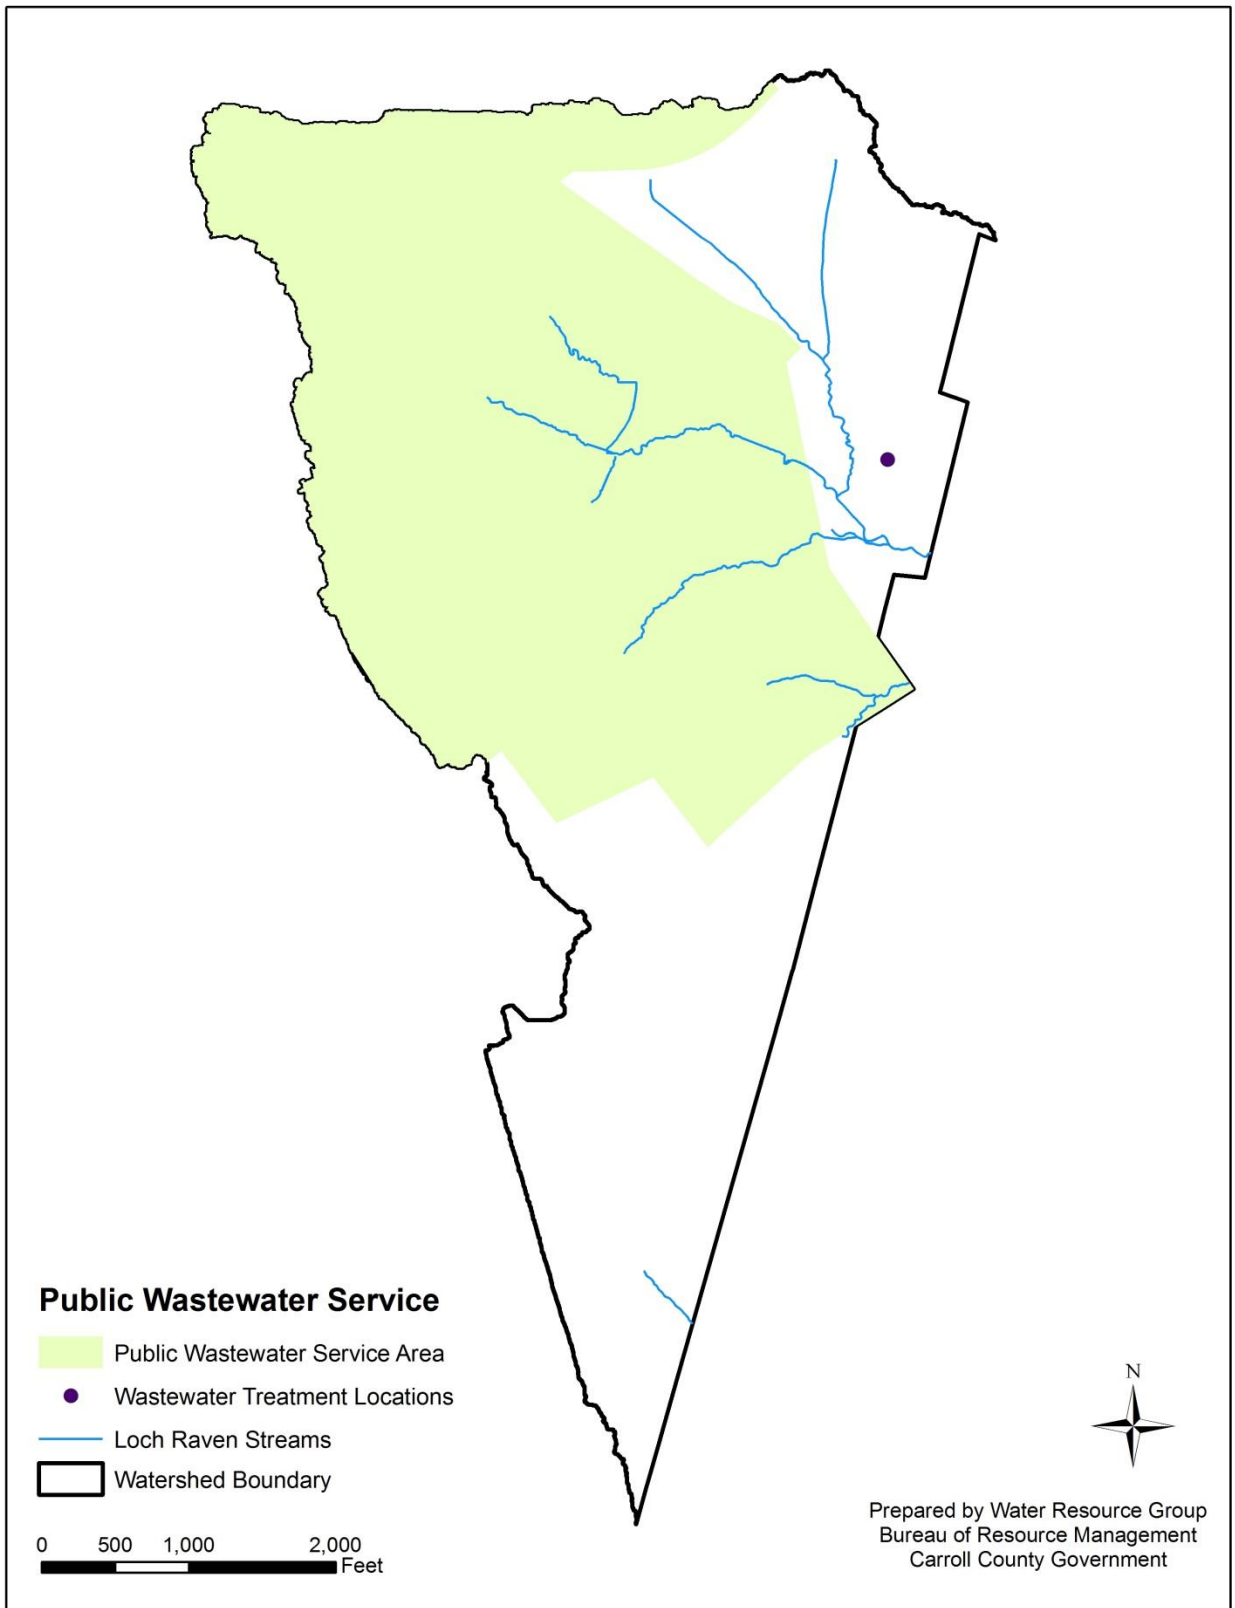 Public Wastewater Service
Public Wastewater Service Area
Wastewater Treatment Locations
Loch Raven Streams
Watershed Boundary
0 500 1,000 2,000
Feet
N
Prepared by Water Resource Group
Bureau of Resource Management
Carroll County Government